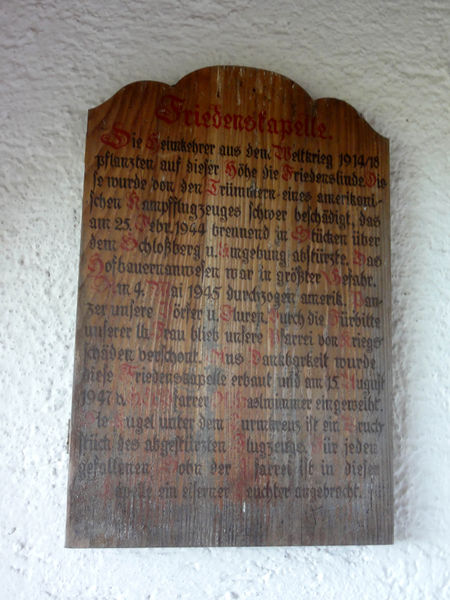 Friedenskapelle.
Die Heimkehrer aus dem Weltkrieg 1914/18
pflanzten auf dieser Höhe die Friedenslinde. Die
se wurde von den Trümmern eines amerikani-
schen Kampfflugzeuges schwer beschädigt, das
am 25. Febr. 1944 brennend in Stücken über
dem Schloßberg u. Umgebung abstürzte. Das
Hofbauernanwesen war in größter Gefahr.
Am 4. Mai 1945 durchzogen amerik. Pan-
zer unsere Dörfer u. Fluren. Durch die Fürbitte
unserer lb. Frau blieb unsere Pfarrei von Kriegs
schäden verschont. Aus Dankbarkeit wurde
diese Friedenskapelle erbaut und am 15. August
1947 Pfarrer eingeweiht.
Die Kugel unter dem Turmkreuz ist ein Bruch
stück des abgestürzten Flugzeugs. Für jeden
gefallenen Sohn der Pfarrei ist in dieser
Kapelle ein eiserner Leuchter angebracht.